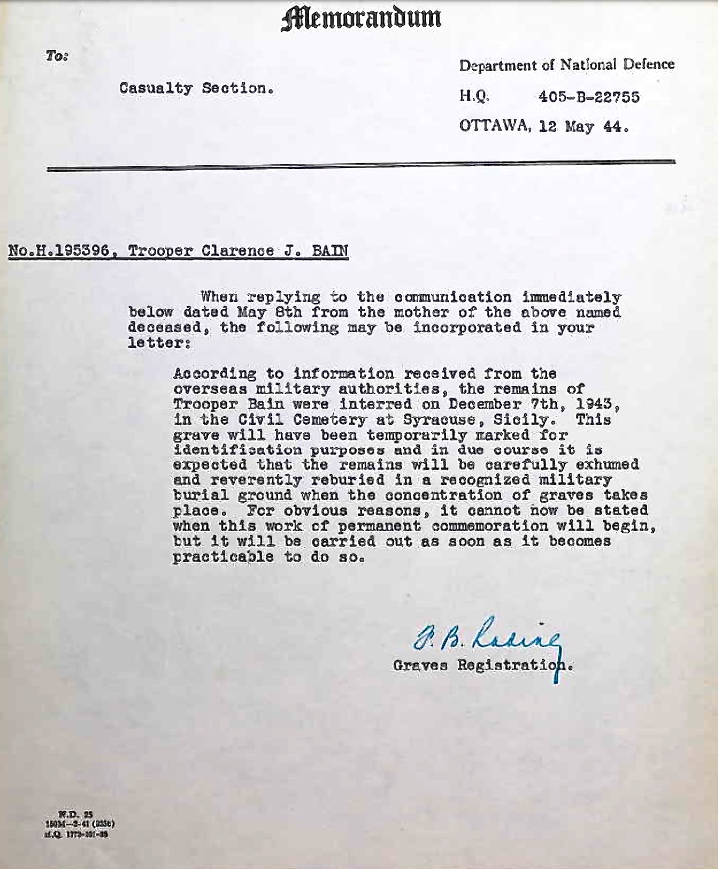 Memorandum
To:
Department of National Defence
Casualty Section.
H.Q. 405-B-22755
OTTAWA, 12 May 44.
No.H.195396, Trooper Clarence J. BAIN
When replying to the communication immediately
below dated May 8th from the mother of the above named
deceased, the following may be incorporated in your
letter:
According to information received from the
overseas military authorities, the remains of
Trooper Bain were interred on December 7th, 1943,
in the Civil Cemetery at Syracuse, Sicily. This
grave will have been temporarily marked for
identification purposes and in due course it is
expected that the remains will be carefully exhumed
and reverently reburied in a recognized military
burial ground when the concentration of graves takes
place. For obvious reasons, it cannot now be stated
when this work of permanent commemoration will begin,
but it will be carried out as soon as it becomes
practicable to do so.
Graves Registration.
N.D. 25